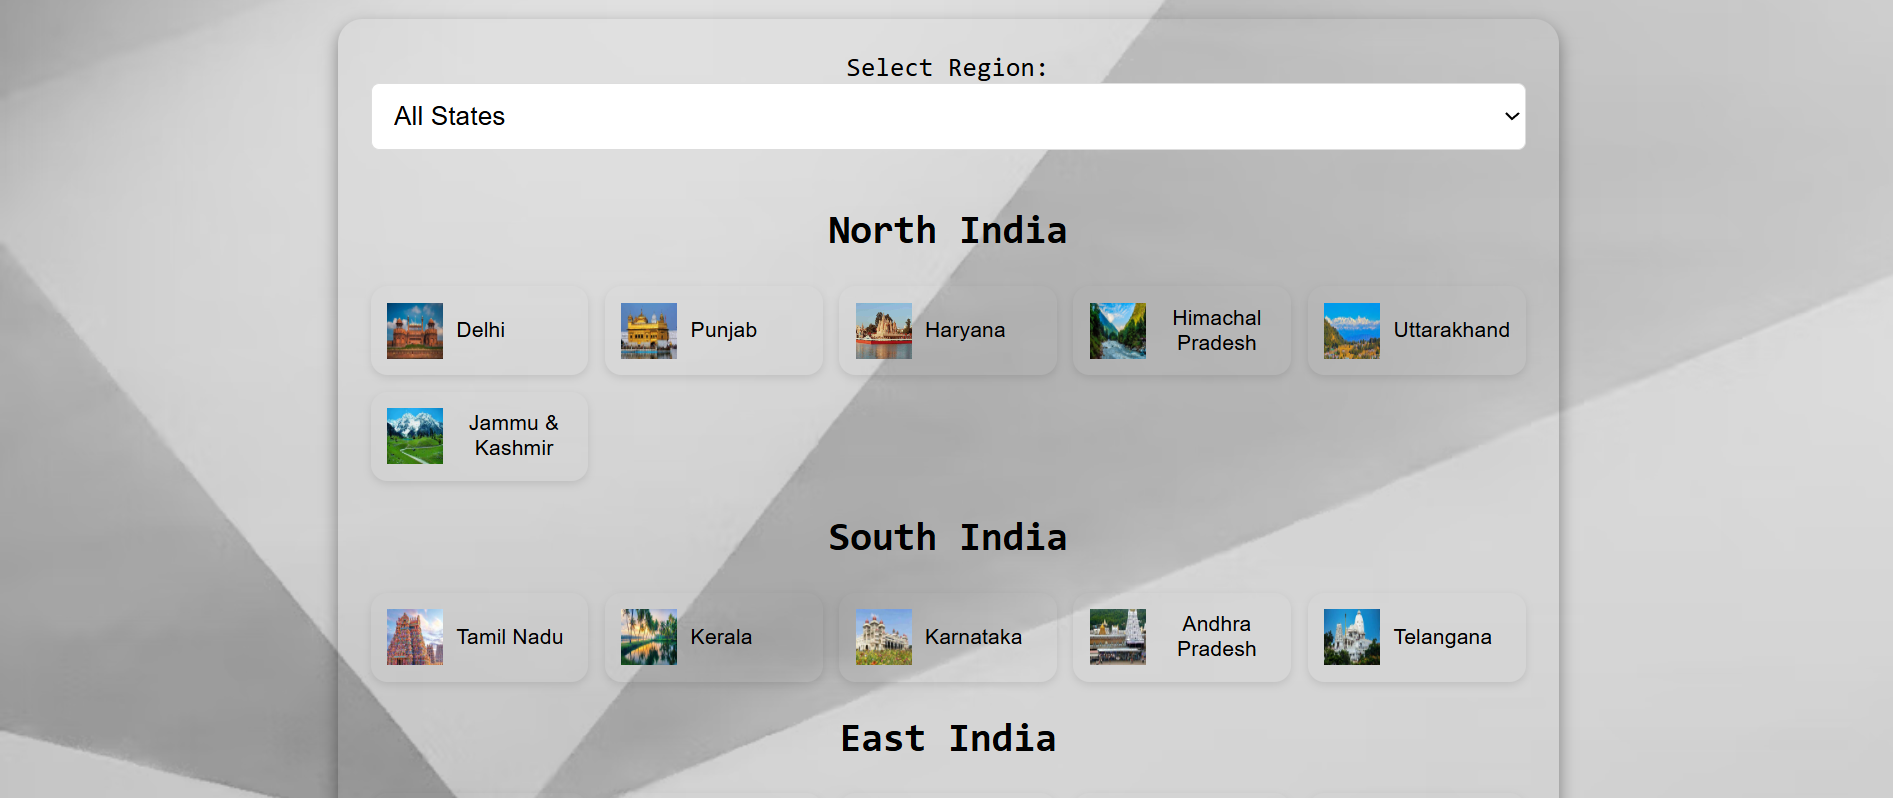 Select Region:
All States
North India
Delhi
Punjab
Haryana
Himachal
Pradesh
Uttarakhand
Jammu &
Kashmir
South India
Tamil Nadu
Kerala
Karnataka
Andhra
Pradesh
Telangana
East India